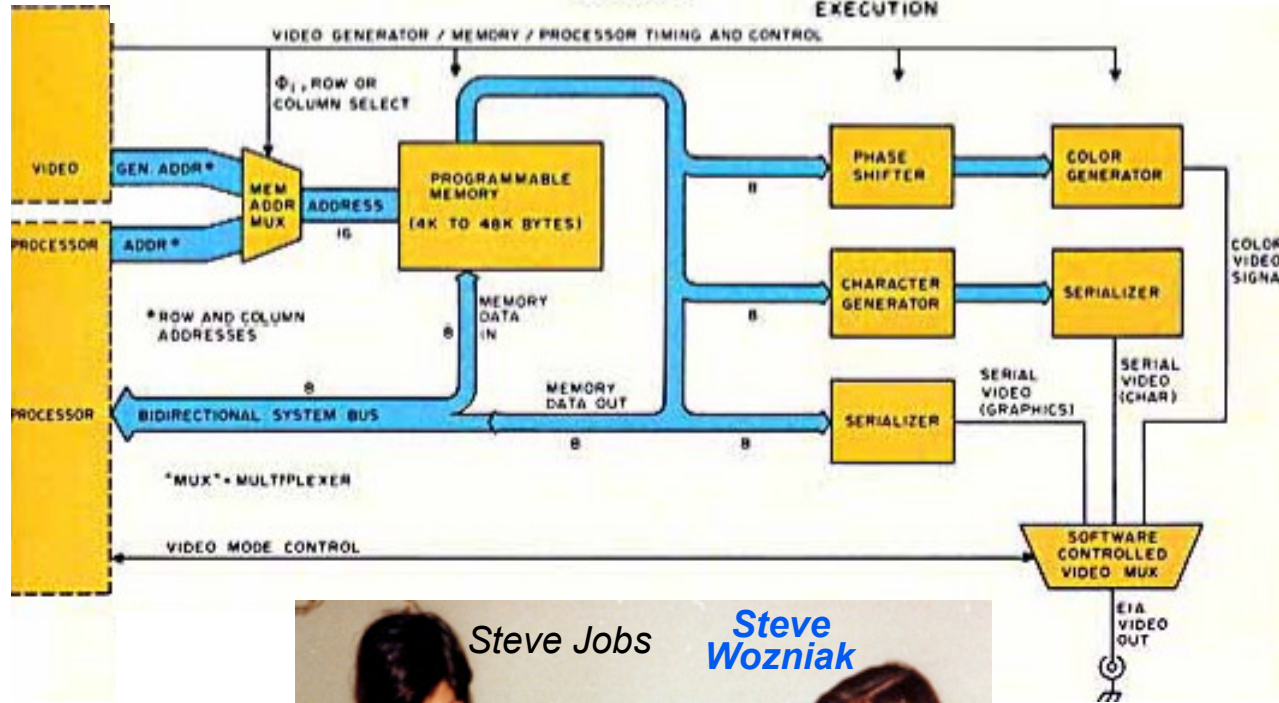 EXECUTION
VIDEO GENERATOR / MEMORY / PROCESSOR TIMING AND CONTROL
Φ₁, ROW OR
COLUMN SELECT
VIDEO
GEN. ADDR*
MEM
ADDR
MUX
ADDRESS
16
PROGRAMMABLE
MEMORY
(4K TO 48K BYTES)
8
PHASE
SHIFTER
COLOR
GENERATOR
PROCESSOR
ADDR*
COLOR
VIDEO
SIGNA
*ROW AND COLUMN
ADDRESSES
8
MEMORY
DATA
IN
8
CHARACTER
GENERATOR
SERIALIZER
8
PROCESSOR
BIDIRECTIONAL SYSTEM BUS
MEMORY
DATA OUT
8
8
SERIALIZER
SERIAL
VIDEO
(GRAPHICS)
SERIAL
VIDEO
(CHAR)
"MUX" = MULTIPLEXER
VIDEO MODE CONTROL
SOFTWARE
CONTROLLED
VIDEO MUX
EIA
VIDEO
OUT
Steve Jobs
Steve
Wozniak